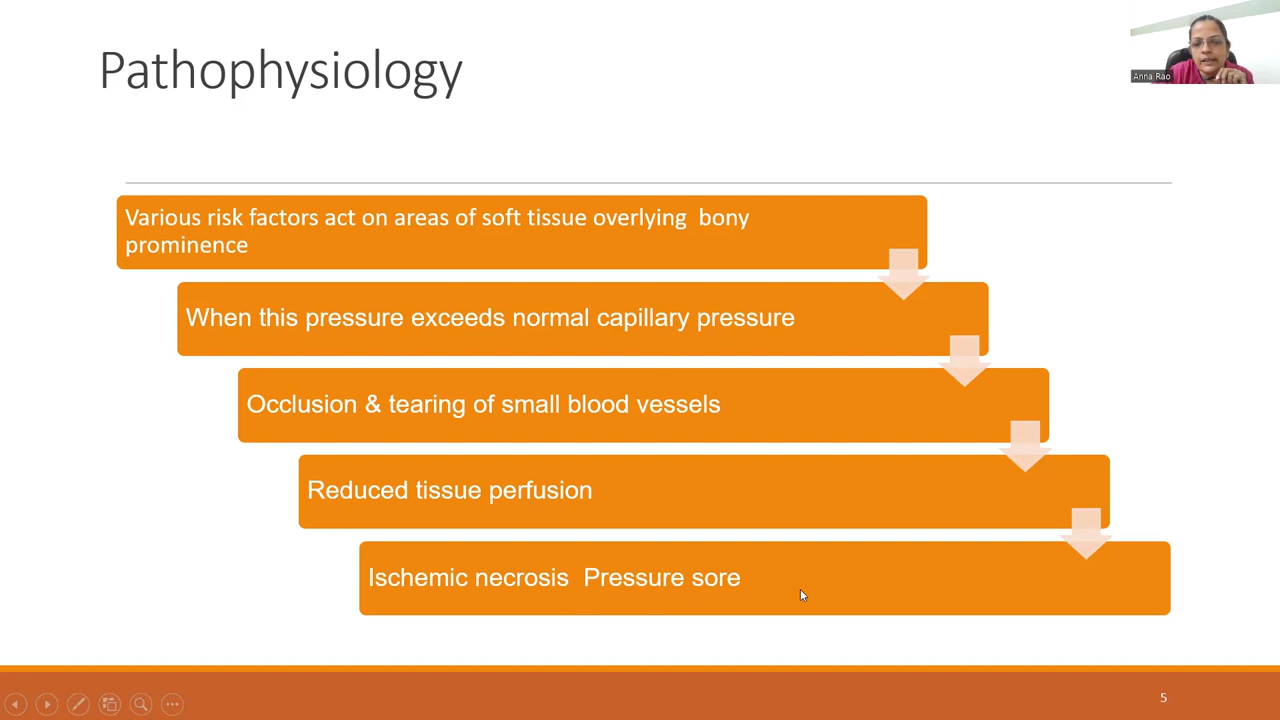 Pathophysiology
Anna Rao
Various risk factors act on areas of soft tissue overlying  bony
prominence
When this pressure exceeds normal capillary pressure
Occlusion & tearing of small blood vessels
Reduced tissue perfusion
Ischemic necrosis  Pressure sore
5